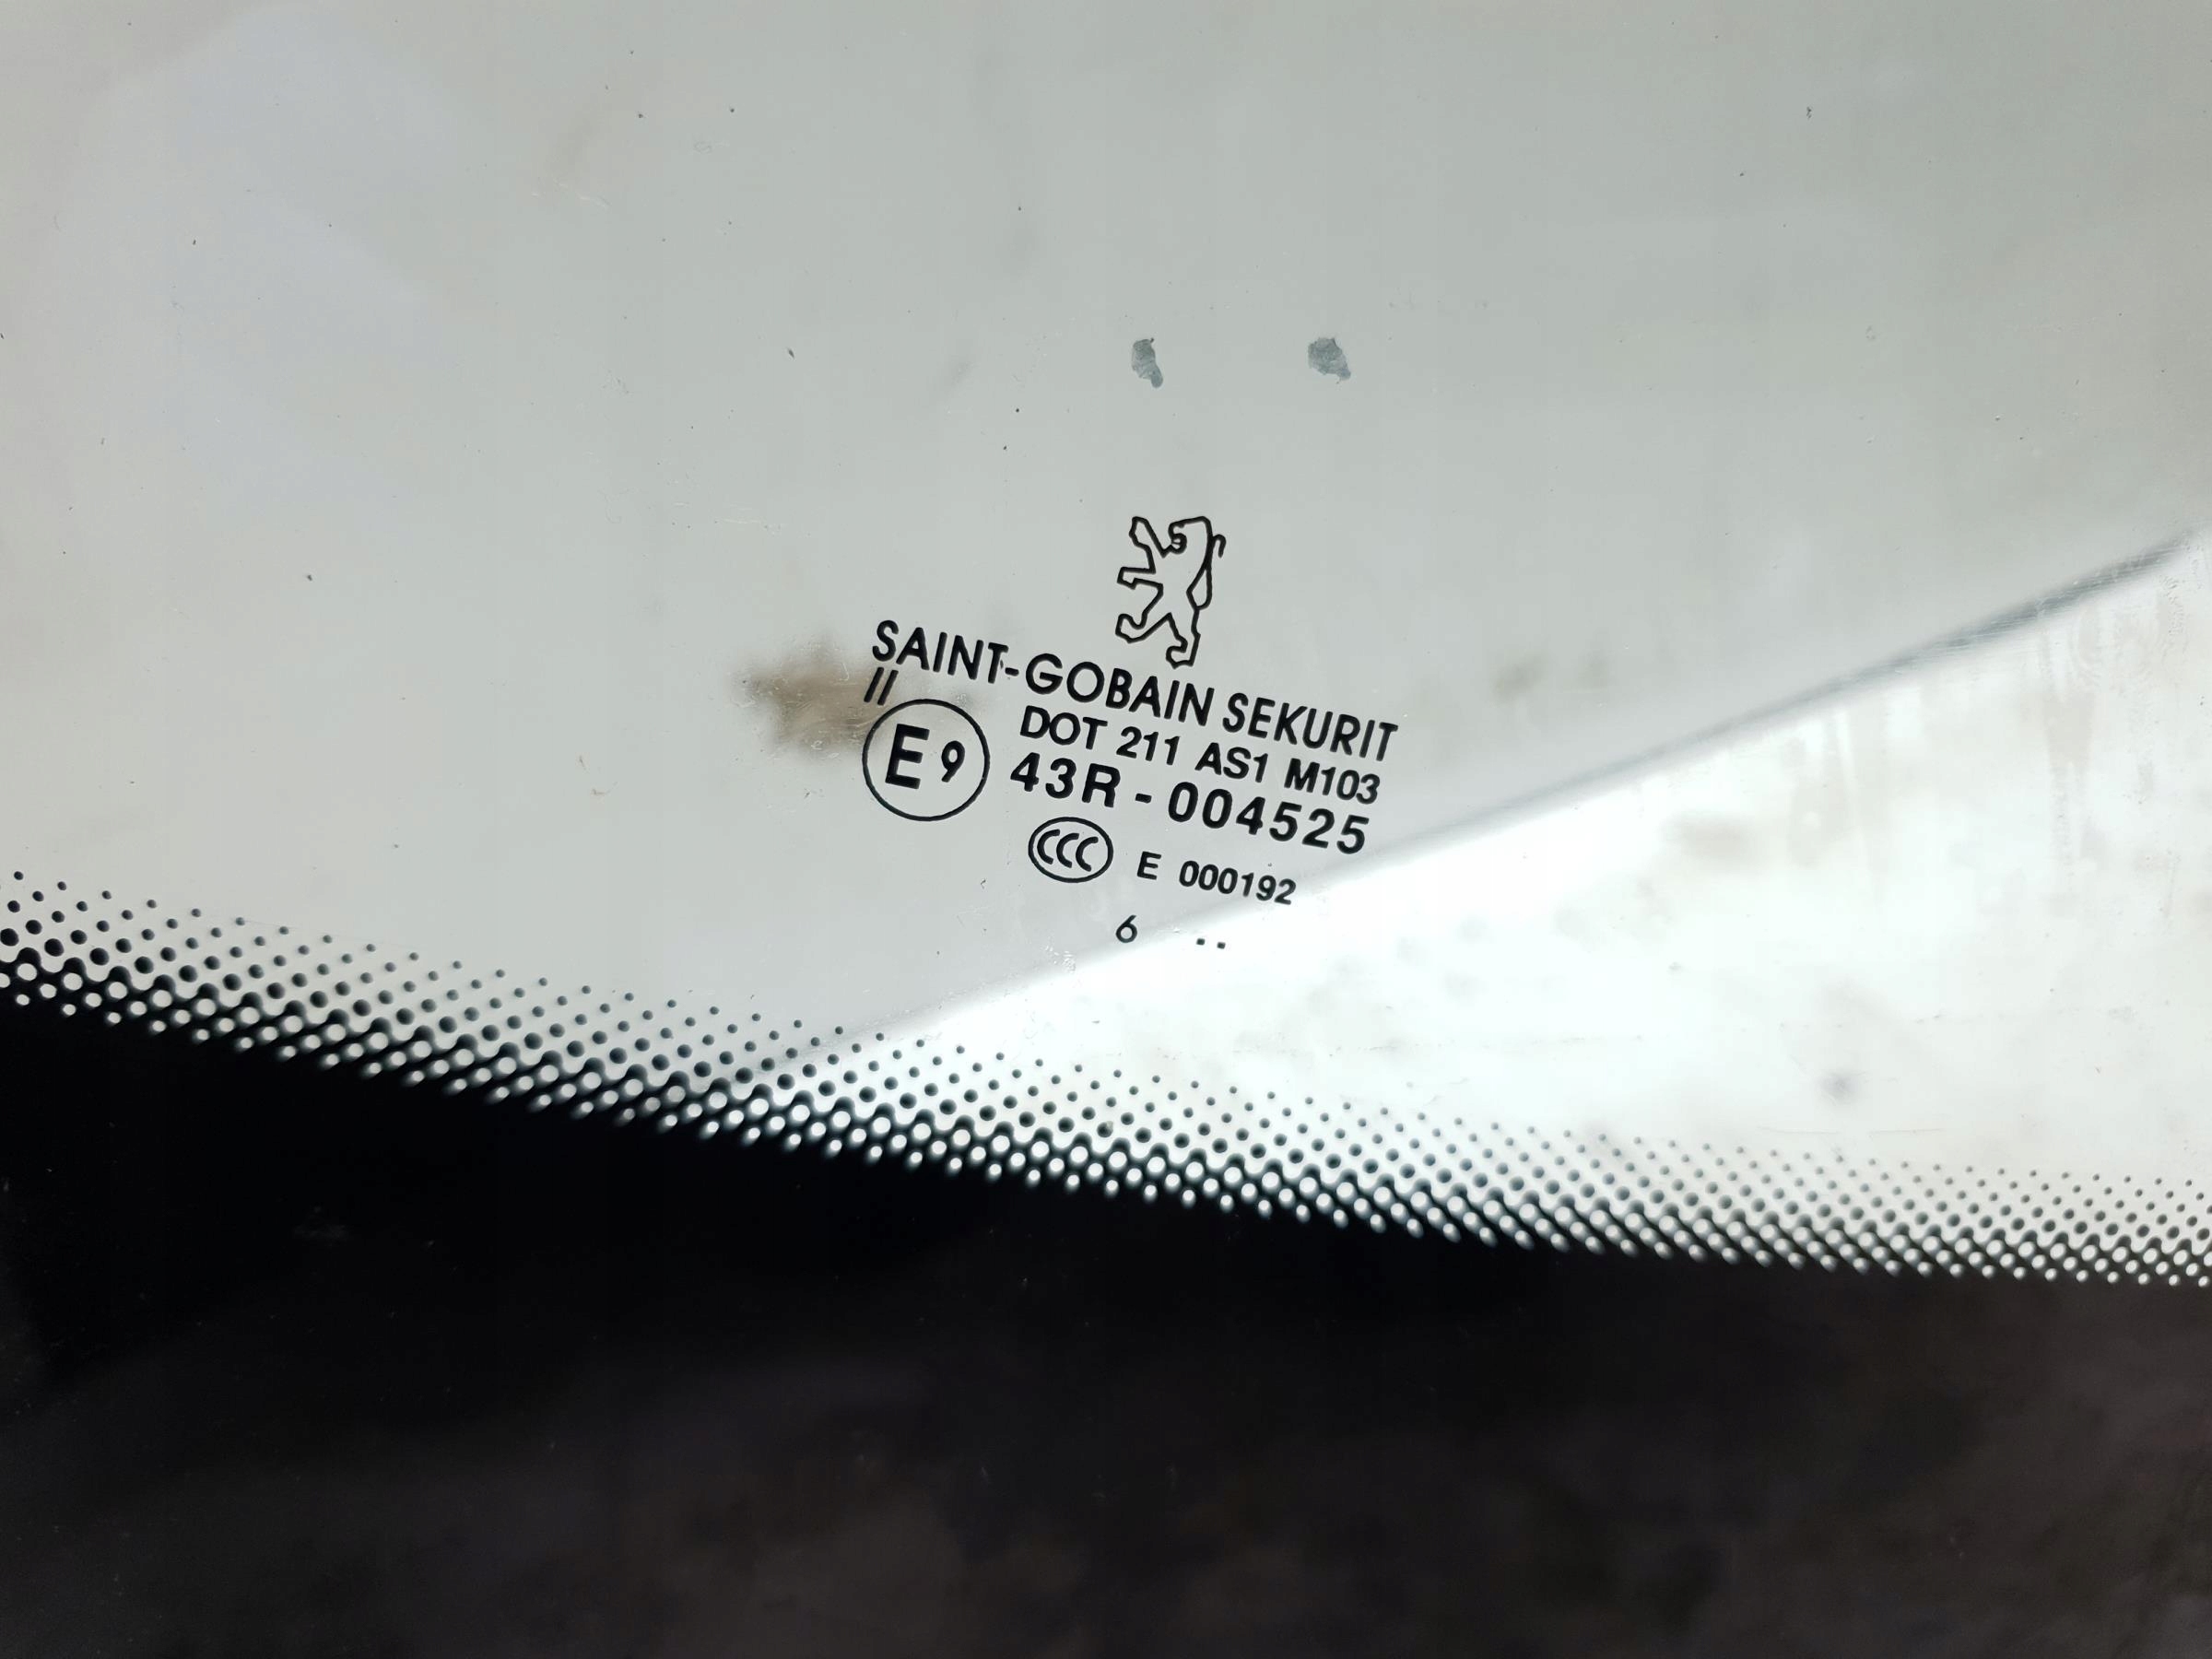 SAINT-GOBAIN SEKURIT
II
DOT 211 AS1 M103
E9 43R - 004525
CCC E 000192
6 ..